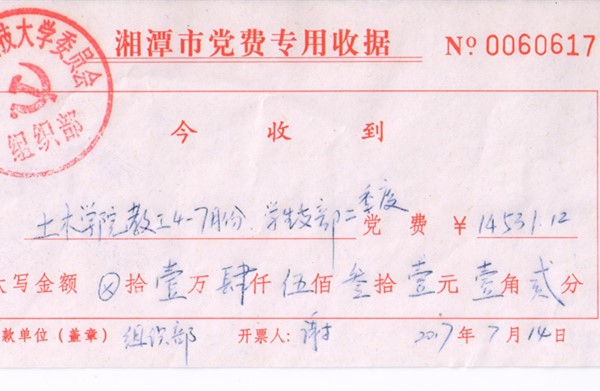 技大学委员会
组织部
湘潭市党费专用收据 No 0060617
今收到
土木学院教工4-7月份、学生支部二季度党费¥14531.12
大写金额 ⊗拾壹万肆仟伍佰叁拾壹元壹角贰分
款单位(盖章) 组织部 开票人:谢 2017年7月14日